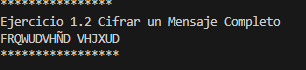 ****************
Ejercicio 1.2 Cifrar un Mensaje Completo
FRQWUDVHÑD VHJXUD
*****************